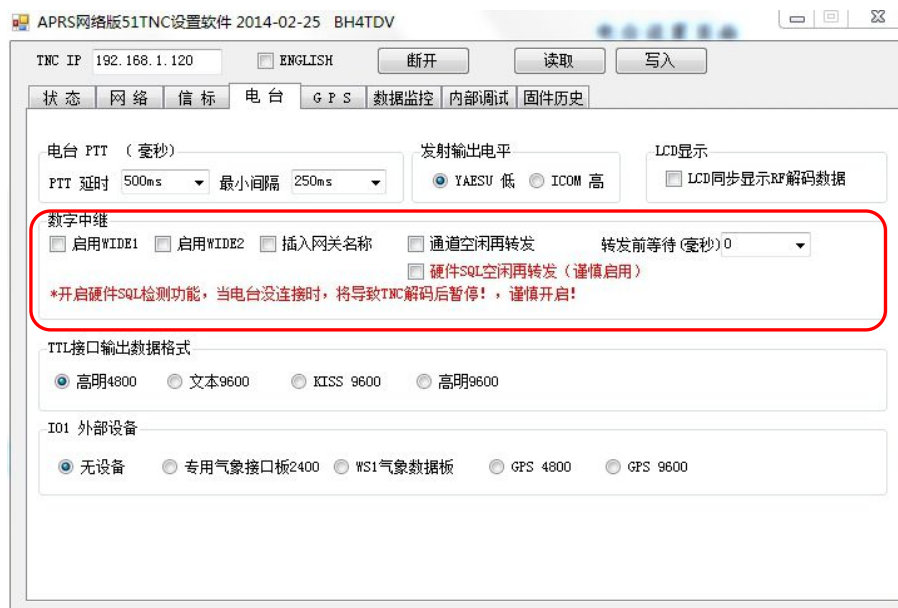 APRS网络版51TNC设置软件 2014-02-25 BH4TDV
TNC IP 192.168.1.120 ENGLISH 断开 读取 写入
状态 网络 信标 电台 GPS 数据监控 内部调试 固件历史
电台 PTT （毫秒） 发射输出电平 LCD显示
PTT 延时 500ms 最小间隔 250ms YAESU 低 ICOM 高 LCD同步显示RF解码数据
数字中继
启用WIDE1 启用WIDE2 插入网关名称 通道空闲再转发 转发前等待(毫秒) 0
硬件SQL空闲再转发（谨慎启用）
*开启硬件SQL检测功能，当电台没连接时，将导致TNC解码后暂停！，谨慎开启！
TTL接口输出数据格式
高明4800 文本9600 KISS 9600 高明9600
IO1 外部设备
无设备 专用气象接口板2400 WS1气象数据板 GPS 4800 GPS 9600